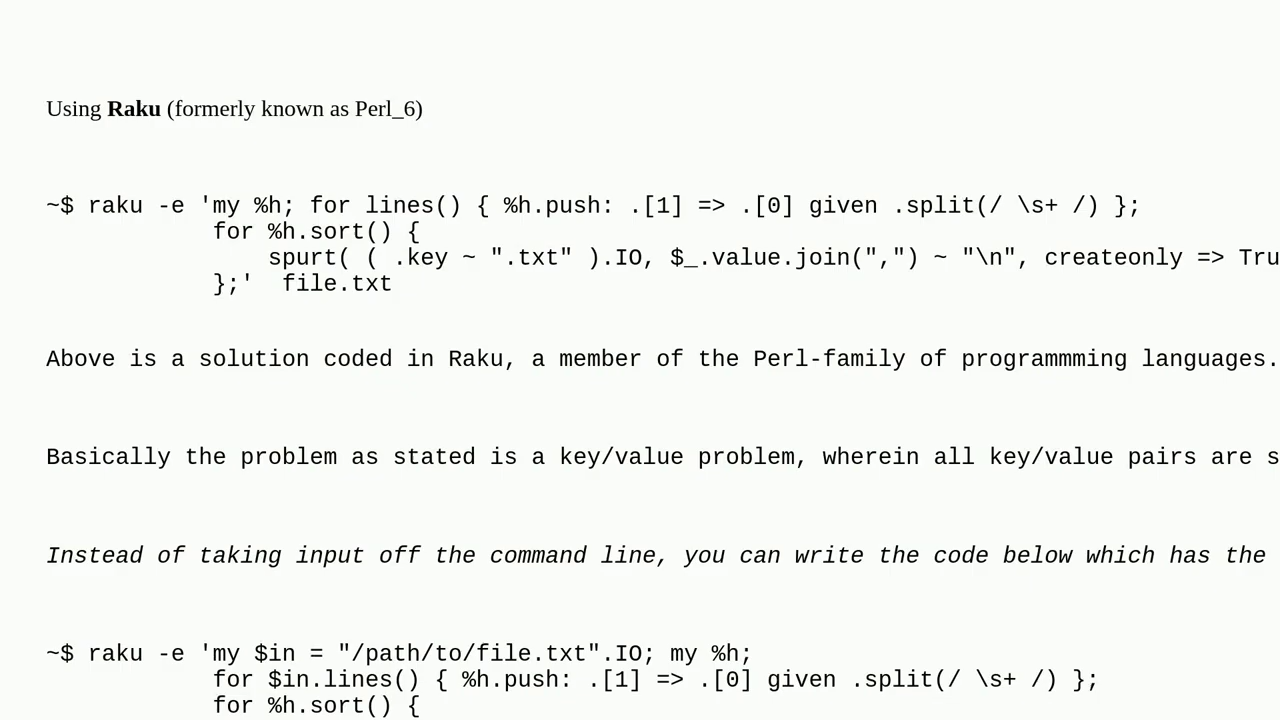 Using Raku (formerly known as Perl_6)
~$ raku -e 'my %h; for lines() { %h.push: .[1] => .[0] given .split(/ \s+ /) };
            for %h.sort() {
                spurt( ( .key ~ ".txt" ).IO, $_.value.join(",") ~ "\n", createonly => Tru
            };'  file.txt
Above is a solution coded in Raku, a member of the Perl-family of programmming languages.
Basically the problem as stated is a key/value problem, wherein all key/value pairs are s
Instead of taking input off the command line, you can write the code below which has the
~$ raku -e 'my $in = "/path/to/file.txt".IO; my %h;
            for $in.lines() { %h.push: .[1] => .[0] given .split(/ \s+ /) };
            for %h.sort() {